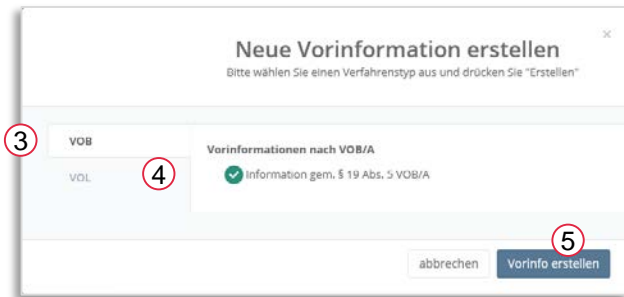 ×
Neue Vorinformation erstellen
Bitte wählen Sie einen Verfahrenstyp aus und drücken Sie "Erstellen"
3 VOB
Vorinformationen nach VOB/A
VOL 4 Information gem. § 19 Abs. 5 VOB/A
5
abbrechen Vorinfo erstellen